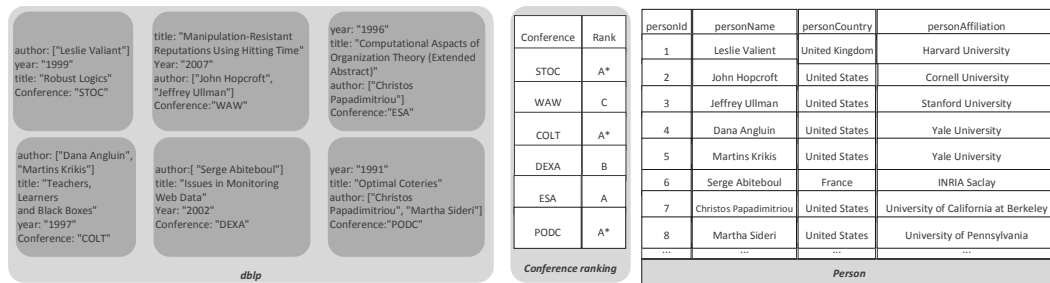 author: ["Leslie Valiant"]
year: "1999"
title: "Robust Logics"
Conference: "STOC"
title: "Manipulation-Resistant
Reputations Using Hitting Time"
Year: "2007"
author: ["John Hopcroft",
"Jeffrey Ullman"]
Conference:"WAW"
year: "1996"
title: "Computational Aspacts of
Organization Theory (Extended
Abstract)"
author: ["Christos
Papadimitriou"]
Conference:"ESA"
author: ["Dana Angluin",
"Martins Krikis"]
title: "Teachers,
Learners
and Black Boxes"
year: "1997"
Conference: "COLT"
author:[ "Serge Abiteboul"]
title: "Issues in Monitoring
Web Data"
Year: "2002"
Conference: "DEXA"
year: "1991"
title: "Optimal Coteries"
author: ["Christos
Papadimitriou", "Martha Sideri"]
Conference:"PODC"
dblp
Conference Rank
STOC A*
WAW C
COLT A*
DEXA B
ESA A
PODC A*
Conference ranking
personId personName personCountry personAffiliation
1 Leslie Valient United Kingdom Harvard University
2 John Hopcroft United States Cornell University
3 Jeffrey Ullman United States Stanford University
4 Dana Angluin United States Yale University
5 Martins Krikis United States Yale University
6 Serge Abiteboul France INRIA Saclay
7 Christos Papadimitriou United States University of California at Berkeley
8 Martha Sideri United States University of Pennsylvania
... ... ... ...
Person